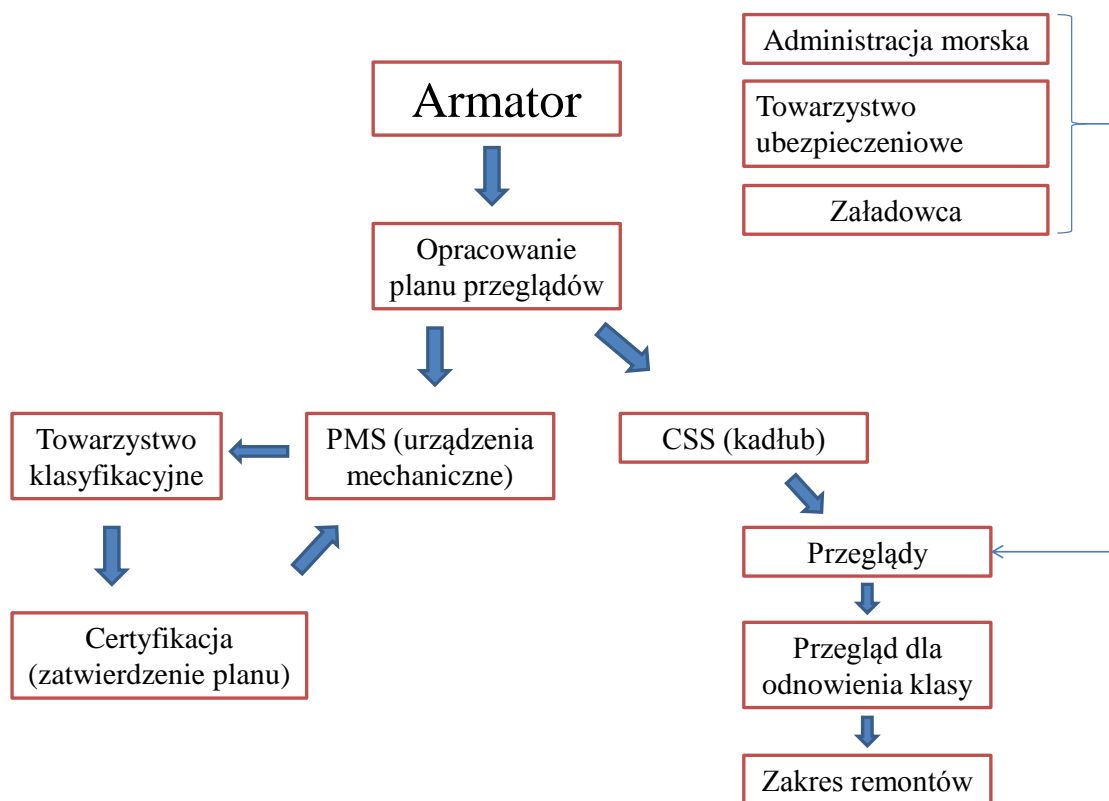 Administracja morska
Armator
Towarzystwo
ubezpieczeniowe
Załadowca
Opracowanie
planu przeglądów
Towarzystwo
klasyfikacyjne
PMS (urządzenia
mechaniczne)
CSS (kadłub)
Przeglądy
Certyfikacja
(zatwierdzenie planu)
Przegląd dla
odnowienia klasy
Zakres remontów